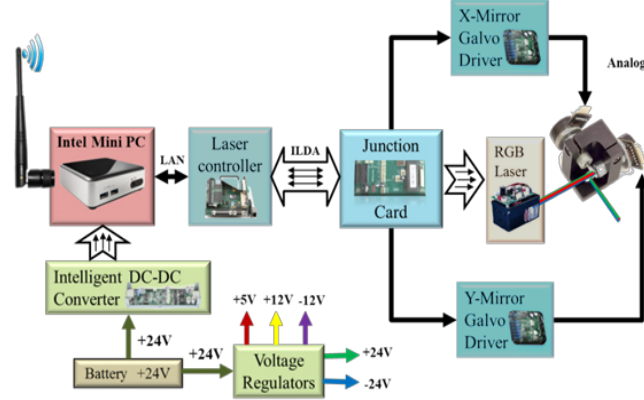 X-Mirror
Galvo
Driver
Analog
Intel Mini PC
LAN
Laser
controller
ILDA
Junction
Card
RGB
Laser
Intelligent DC-DC
Converter
+5V +12V -12V
+24V
+24V
Battery +24V
Voltage
Regulators
+24V
-24V
Y-Mirror
Galvo
Driver